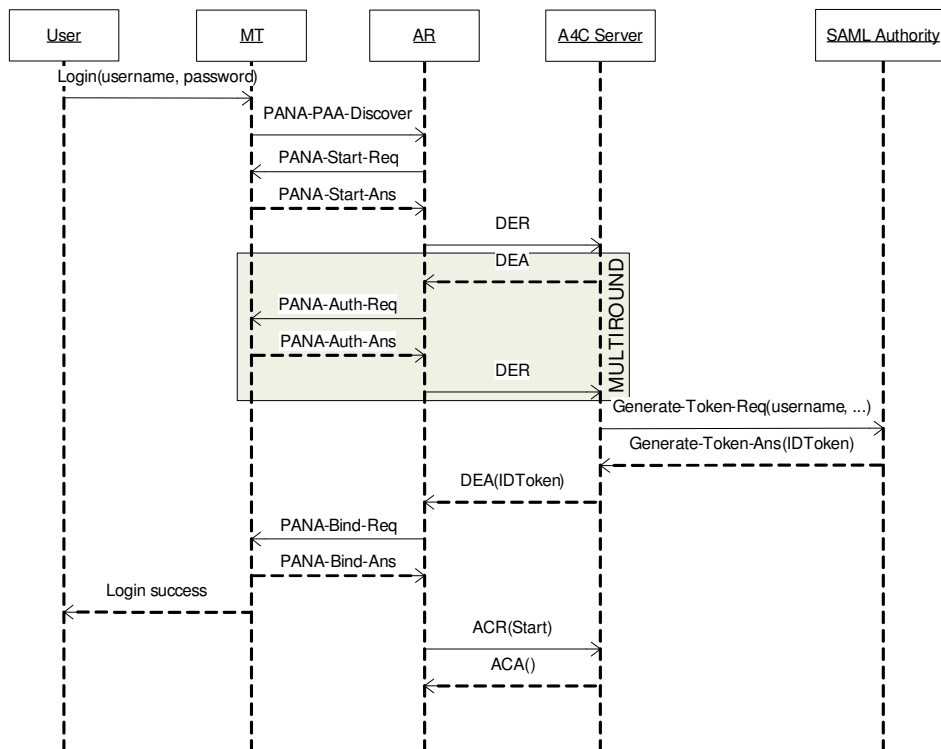 User
MT
AR
A4C Server
SAML Authority
Login(username, password)
PANA-PAA-Discover
PANA-Start-Req
PANA-Start-Ans
DER
DEA
PANA-Auth-Req
PANA-Auth-Ans
DER
MULTIROUND
Generate-Token-Req(username, ...)
Generate-Token-Ans(IDToken)
DEA(IDToken)
PANA-Bind-Req
PANA-Bind-Ans
Login success
ACR(Start)
ACA()